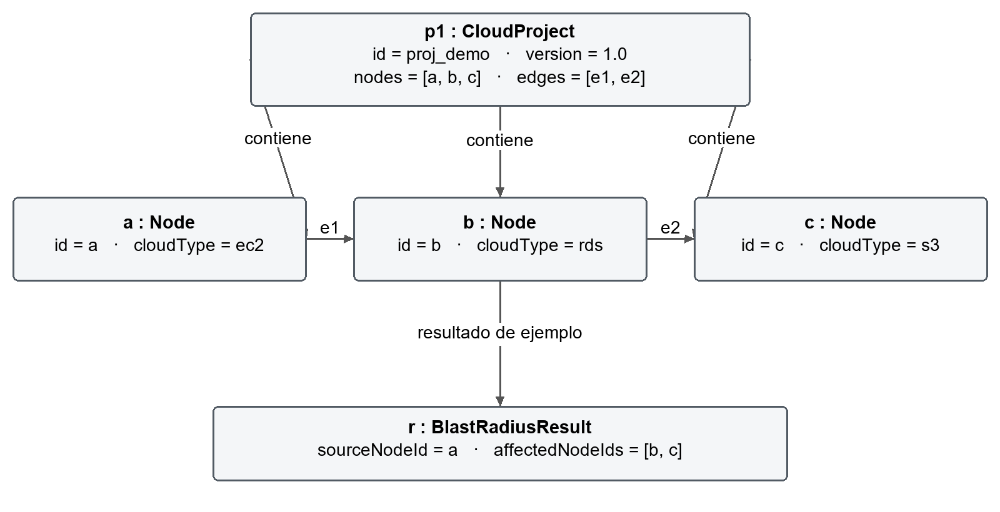 p1 : CloudProject
id = proj_demo · version = 1.0
nodes = [a, b, c] · edges = [e1, e2]
contiene
contiene
contiene
a : Node
id = a · cloudType = ec2
e1
b : Node
id = b · cloudType = rds
e2
c : Node
id = c · cloudType = s3
resultado de ejemplo
r : BlastRadiusResult
sourceNodeId = a · affectedNodeIds = [b, c]